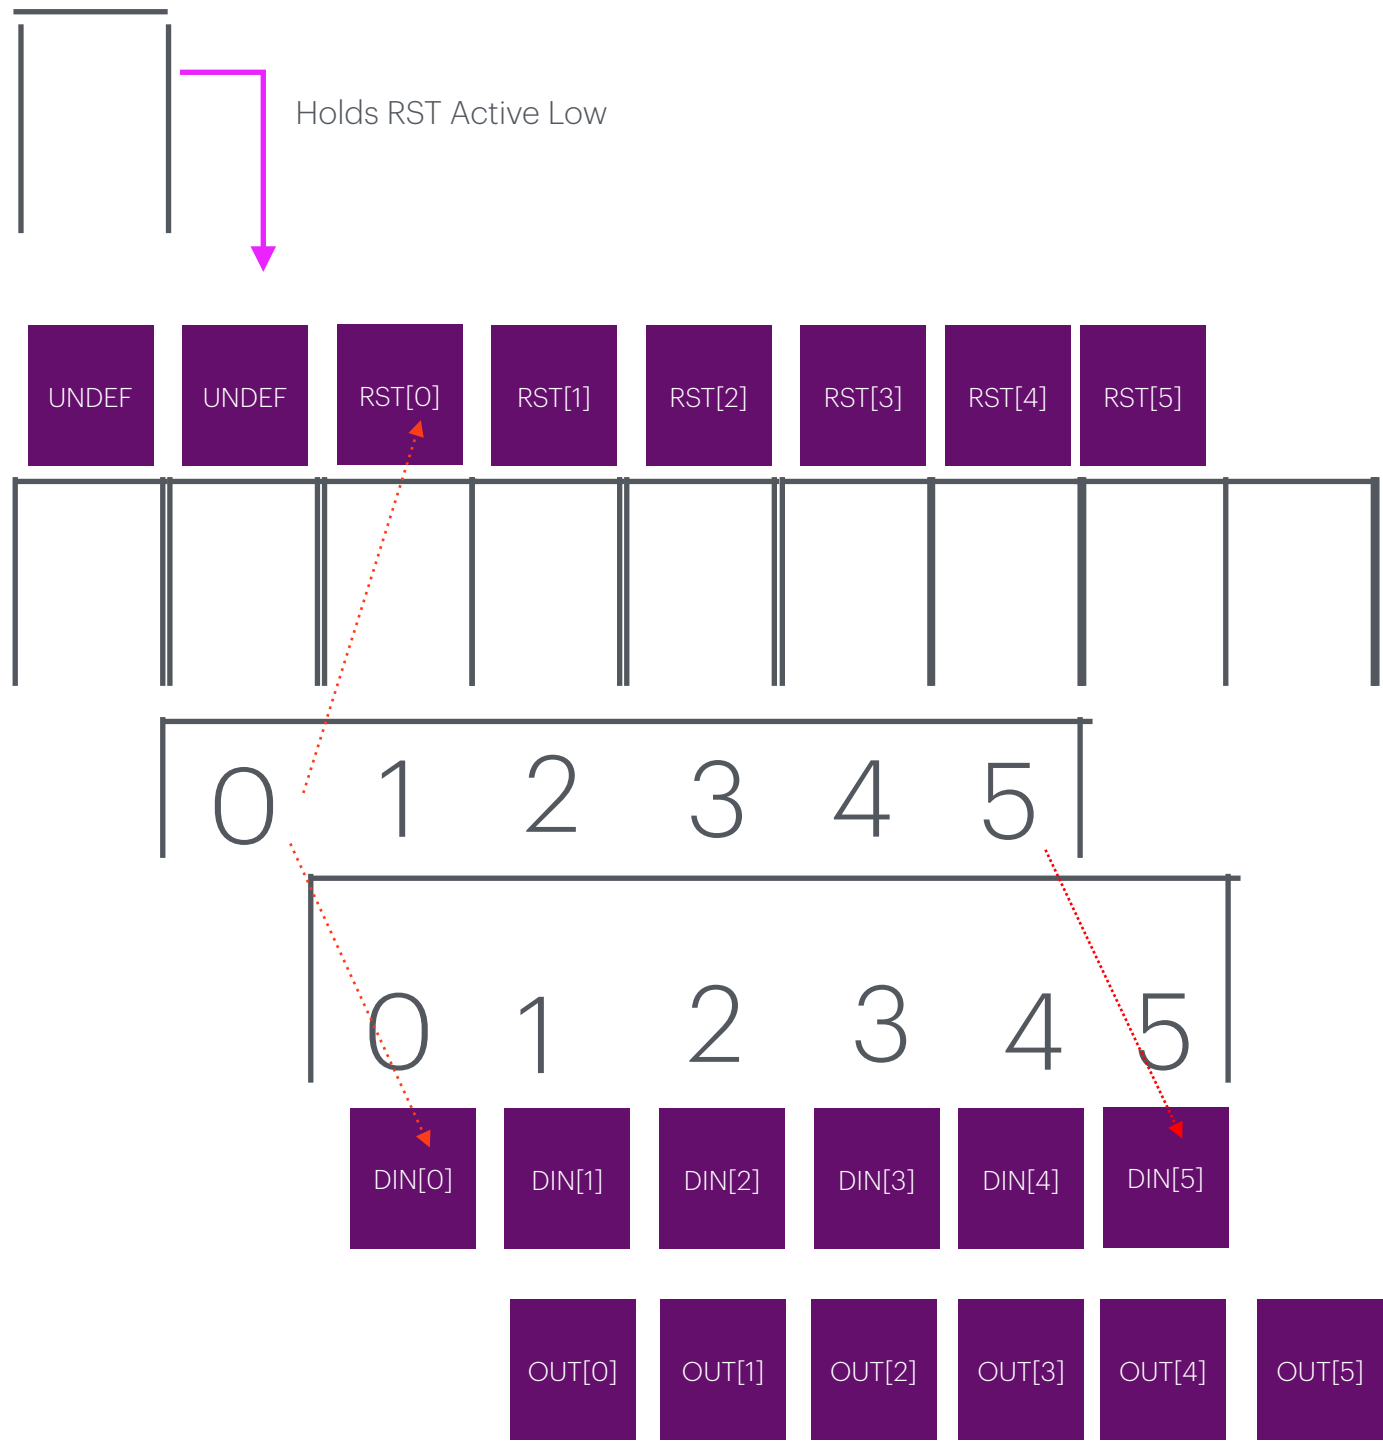 Holds RST Active Low
UNDEF UNDEF RST[0] RST[1] RST[2] RST[3] RST[4] RST[5]
0 1 2 3 4 5
0 1 2 3 4 5
DIN[0] DIN[1] DIN[2] DIN[3] DIN[4] DIN[5]
OUT[0] OUT[1] OUT[2] OUT[3] OUT[4] OUT[5]